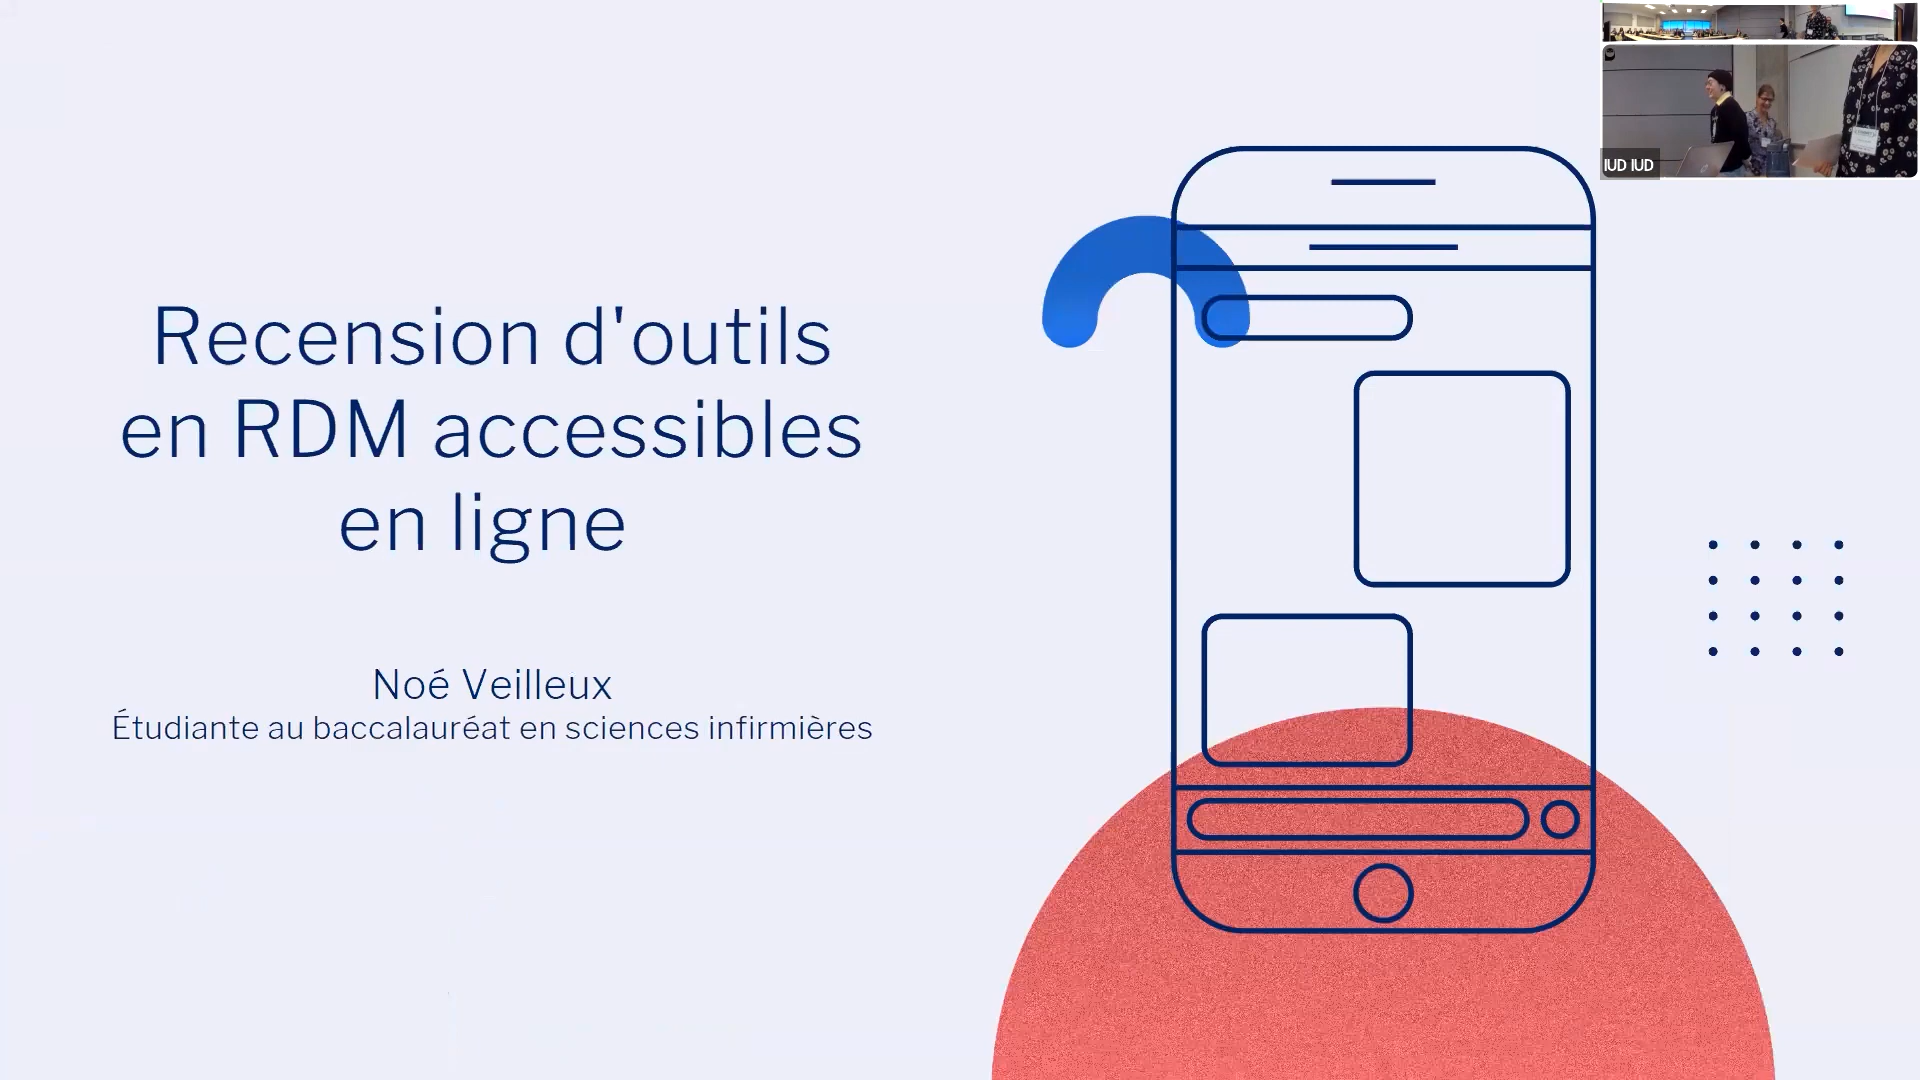 Recension d'outils
en RDM accessibles
en ligne
Noé Veilleux
Étudiante au baccalauréat en sciences infirmières
IUD IUD